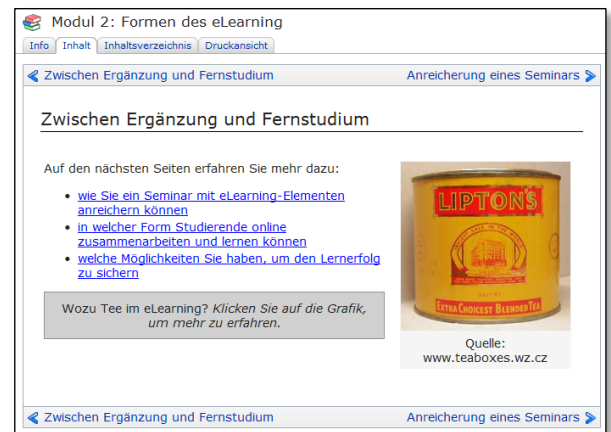 Modul 2: Formen des eLearning
Info Inhalt Inhaltsverzeichnis Druckansicht
Zwischen Ergänzung und Fernstudium Anreicherung eines Seminars
Zwischen Ergänzung und Fernstudium
Auf den nächsten Seiten erfahren Sie mehr dazu:
wie Sie ein Seminar mit eLearning-Elementen
anreichern können
in welcher Form Studierende online
zusammenarbeiten und lernen können
welche Möglichkeiten Sie haben, um den Lernerfolg
zu sichern
Wozu Tee im eLearning? Klicken Sie auf die Grafik,
um mehr zu erfahren.
LIPTON'S
EXTRA CHOICEST BLENDED TEA
Quelle:
www.teaboxes.wz.cz
Zwischen Ergänzung und Fernstudium Anreicherung eines Seminars